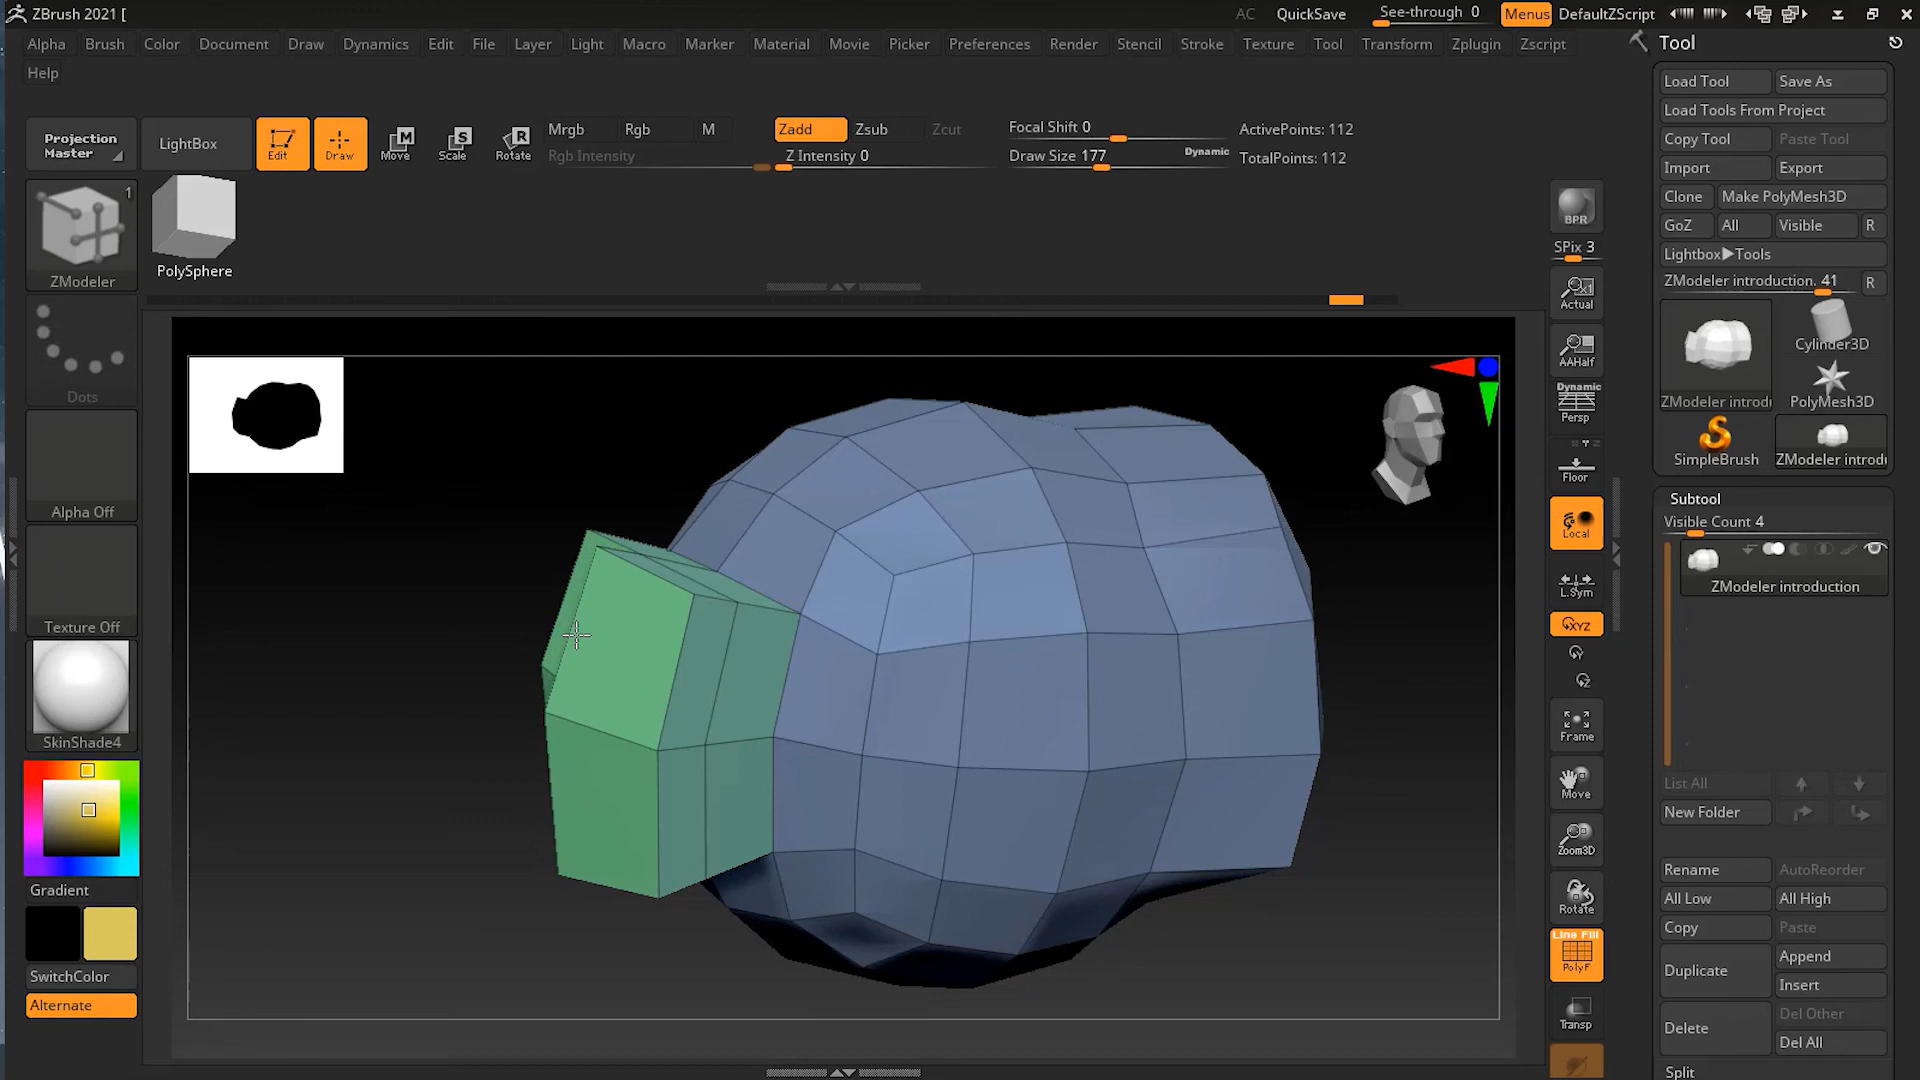 ZBrush 2021 [
AC
QuickSave
See-through 0
Menus
DefaultZScript
Alpha
Brush
Color
Document
Draw
Dynamics
Edit
File
Layer
Light
Macro
Marker
Material
Movie
Picker
Preferences
Render
Stencil
Stroke
Texture
Tool
Transform
Zplugin
Zscript
Help
Tool
Load Tool
Save As
Load Tools From Project
Copy Tool
Paste Tool
Import
Export
Clone
Make PolyMesh3D
GoZ
All
Visible
R
Lightbox▶Tools
ZModeler introduction. 41
R
Projection
Master
LightBox
Edit
Draw
M
Move
S
Scale
R
Rotate
Mrgb
Rgb
M
Rgb Intensity
Zadd
Zsub
Zcut
Z Intensity 0
Focal Shift 0
Draw Size 177
Dynamic
ActivePoints: 112
TotalPoints: 112
1
ZModeler
PolySphere
Dots
Alpha Off
Texture Off
SkinShade4
Gradient
SwitchColor
Alternate
BPR
SPix 3
x1
Actual
AAHalf
Dynamic
Persp
Floor
Local
L.Sym
XYZ
Y
Z
Frame
Move
Zoom3D
Rotate
Line Fill
PolyF
Transp
ZModeler introdu
Cylinder3D
PolyMesh3D
SimpleBrush
ZModeler introdu
Subtool
Visible Count 4
ZModeler introduction
List All
New Folder
Rename
AutoReorder
All Low
All High
Copy
Paste
Duplicate
Append
Insert
Delete
Del Other
Del All
Split